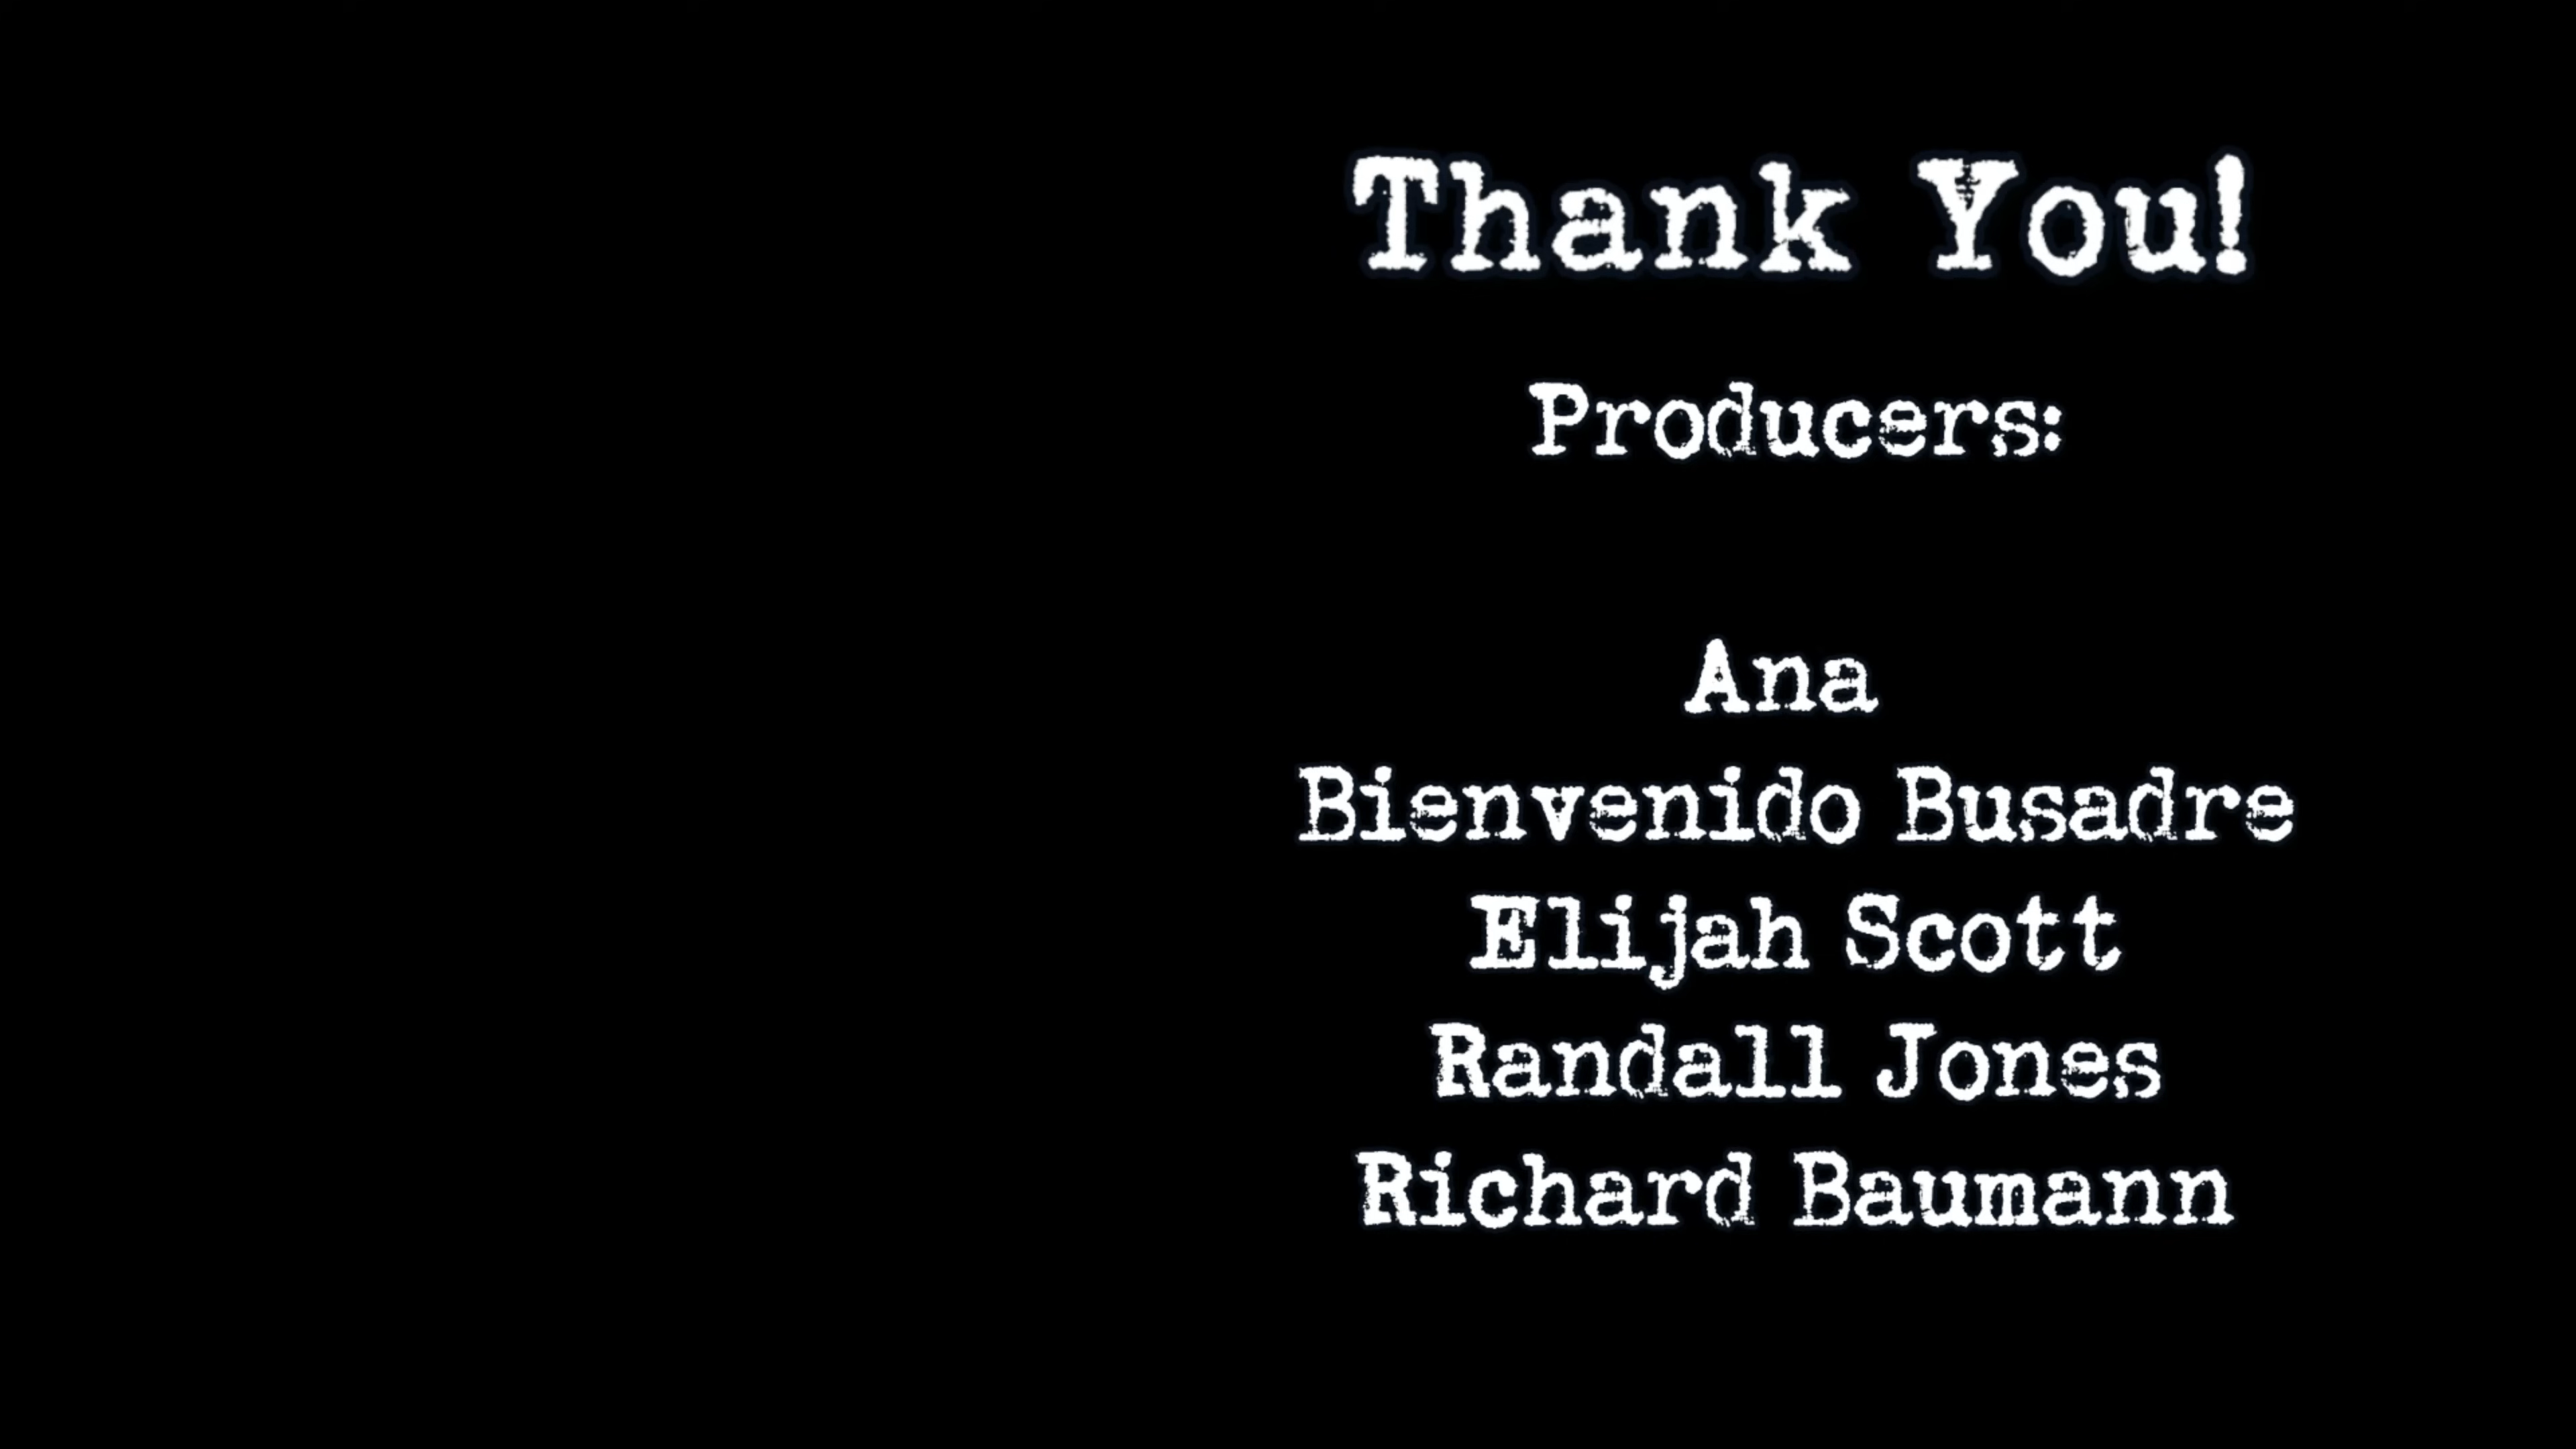 Thank You!
Producers:
Ana
Bienvenido Busadre
Elijah Scott
Randall Jones
Richard Baumann